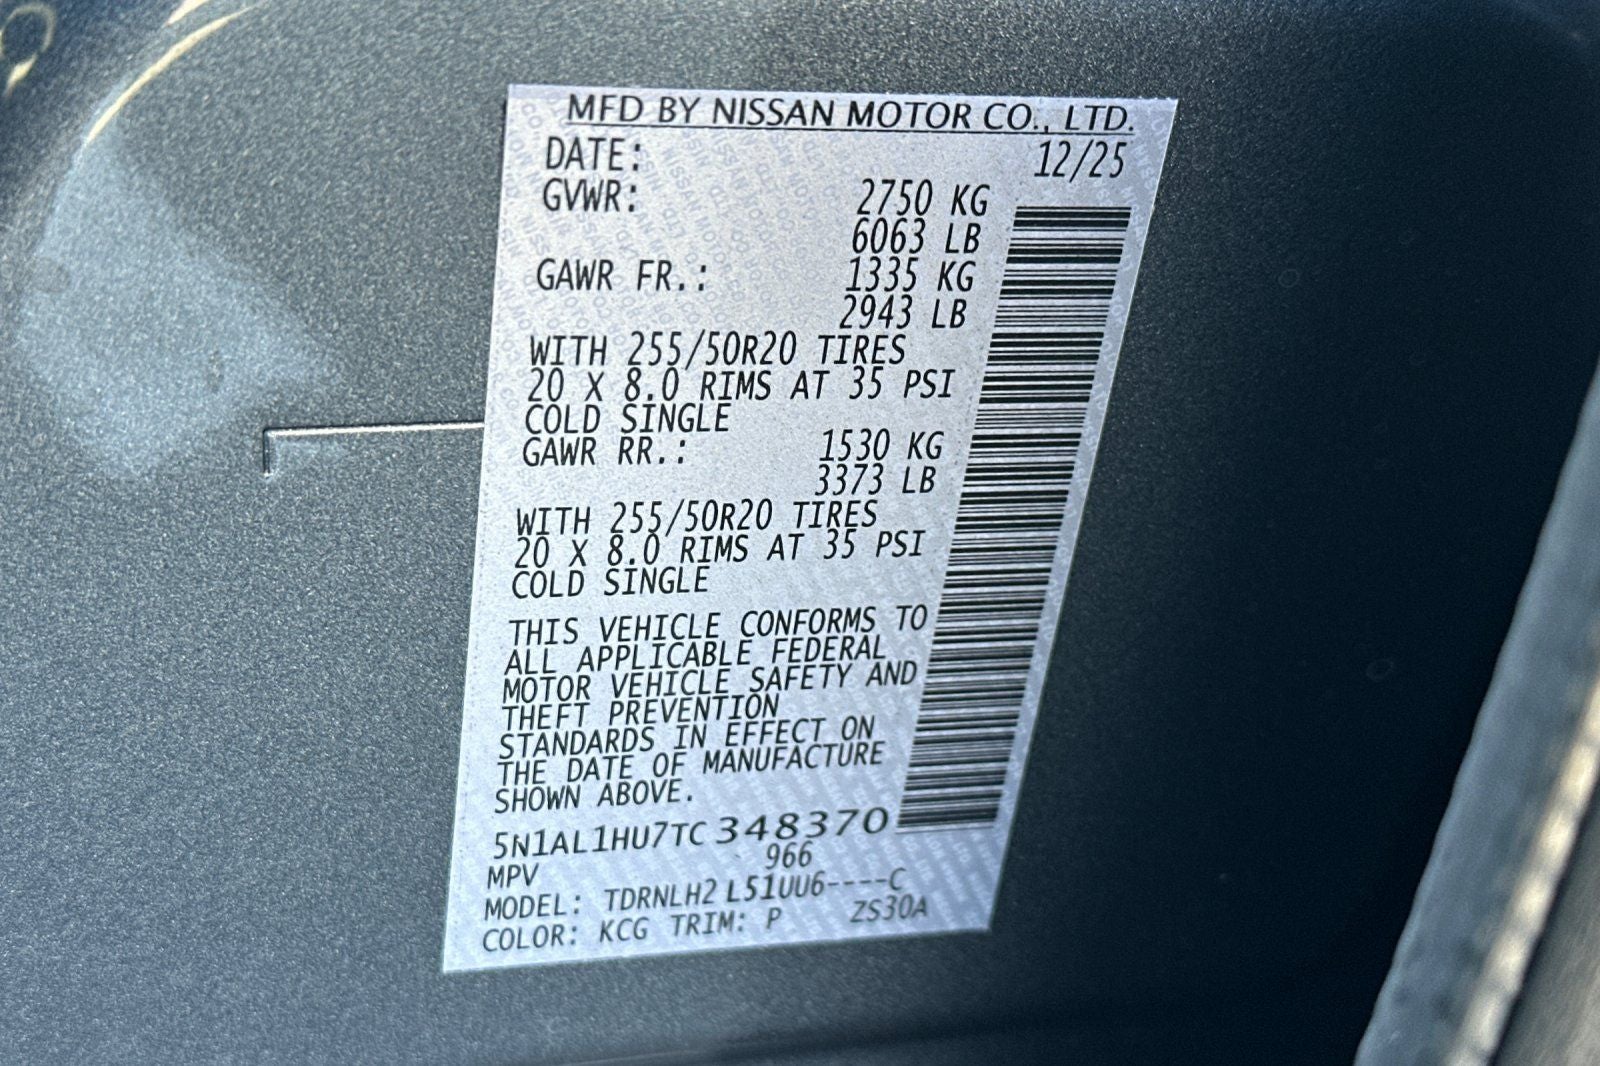 MFD BY NISSAN MOTOR CO., LTD.
DATE: 12/25
GVWR: 2750 KG
6063 LB
GAWR FR.: 1335 KG
2943 LB
WITH 255/50R20 TIRES
20 X 8.0 RIMS AT 35 PSI
COLD SINGLE
GAWR RR.: 1530 KG
3373 LB
WITH 255/50R20 TIRES
20 X 8.0 RIMS AT 35 PSI
COLD SINGLE
THIS VEHICLE CONFORMS TO
ALL APPLICABLE FEDERAL
MOTOR VEHICLE SAFETY AND
THEFT PREVENTION
STANDARDS IN EFFECT ON
THE DATE OF MANUFACTURE
SHOWN ABOVE.
5N1AL1HU7TC348370
MPV 966
MODEL: TDRNLH2 L51UU6----C
COLOR: KCG TRIM: P ZS30A